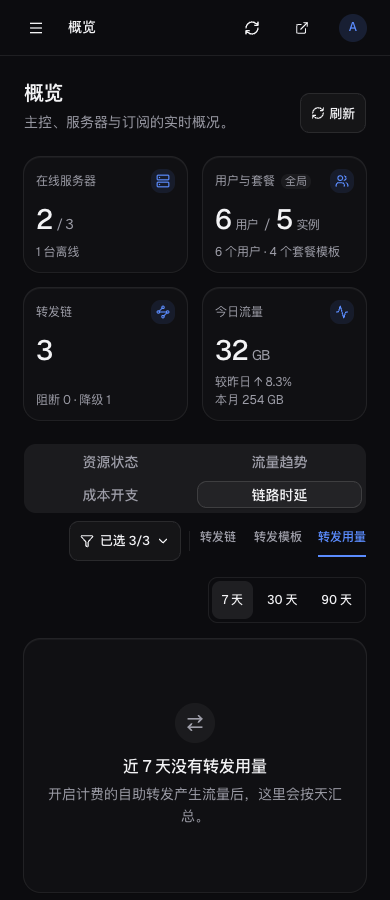 概览
A
概览
主控、服务器与订阅的实时概况。
刷新
在线服务器
2 / 3
1 台离线
用户与套餐 全局
6 用户 / 5 实例
6 个用户 · 4 个套餐模板
转发链
3
阻断 0 · 降级 1
今日流量
32 GB
较昨日 ↑ 8.3%
本月 254 GB
资源状态
流量趋势
成本开支
链路时延
已选 3/3
转发链
转发模板
转发用量
7 天
30 天
90 天
近 7 天没有转发用量
开启计费的自助转发产生流量后，这里会按天汇
总。